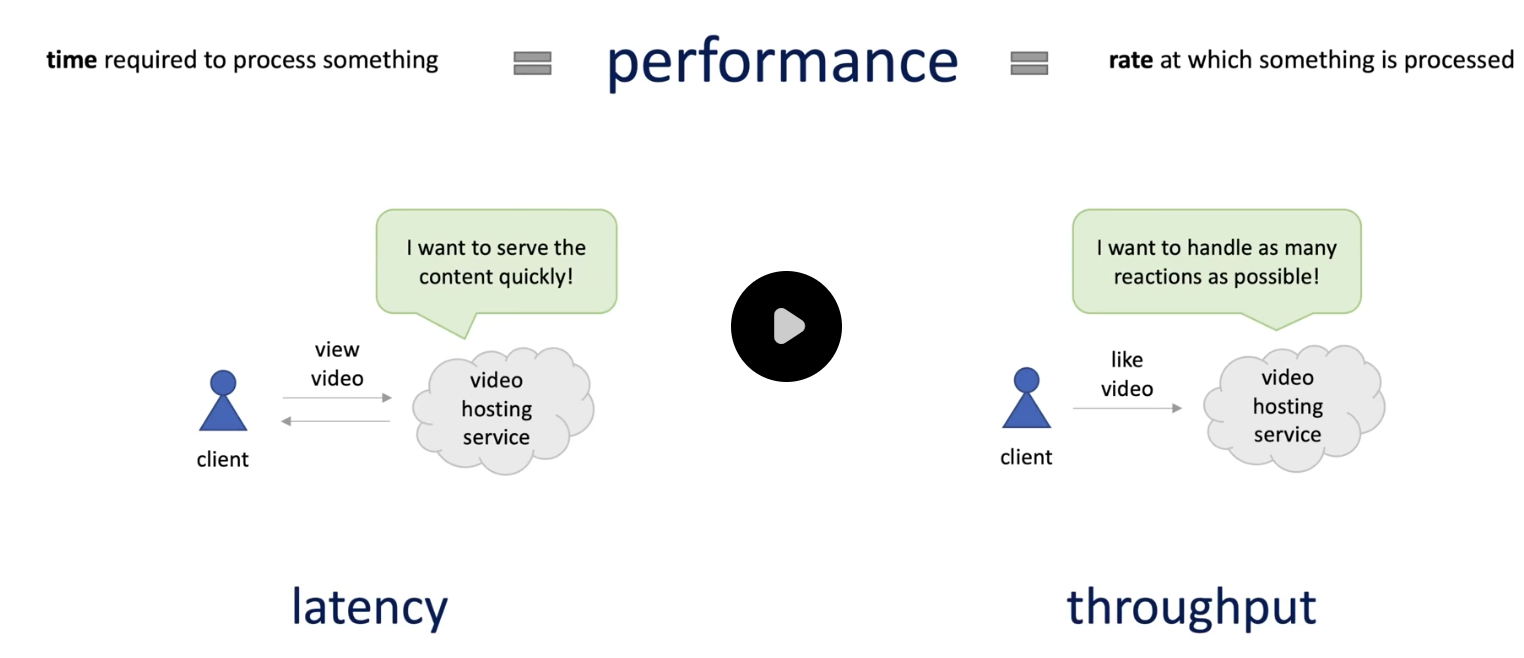 time required to process something
performance
rate at which something is processed
I want to serve the
content quickly!
view
video
video
hosting
service
client
I want to handle as many
reactions as possible!
like
video
video
hosting
service
client
latency
throughput